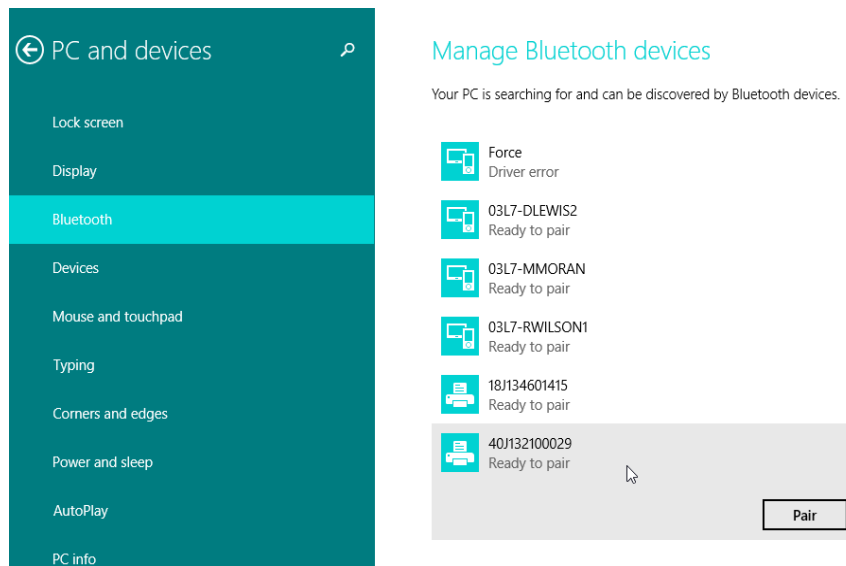 PC and devices
Lock screen
Display
Bluetooth
Devices
Mouse and touchpad
Typing
Corners and edges
Power and sleep
AutoPlay
PC info
Manage Bluetooth devices
Your PC is searching for and can be discovered by Bluetooth devices.
Force
Driver error
03L7-DLEWIS2
Ready to pair
03L7-MMORAN
Ready to pair
03L7-RWILSON1
Ready to pair
18J134601415
Ready to pair
40J132100029
Ready to pair
Pair